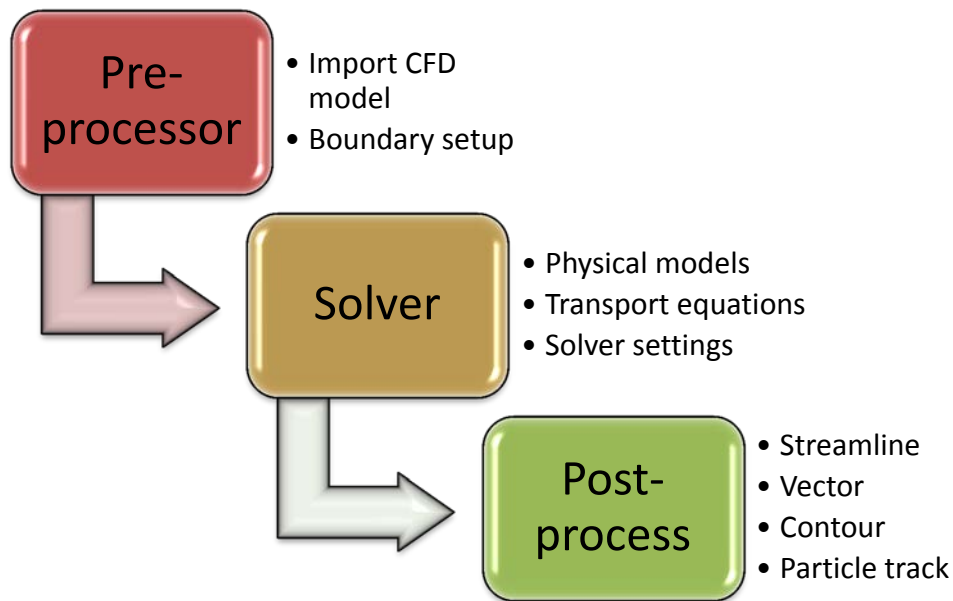 Pre-
processor
• Import CFD
model
• Boundary setup
Solver
• Physical models
• Transport equations
• Solver settings
Post-
process
• Streamline
• Vector
• Contour
• Particle track